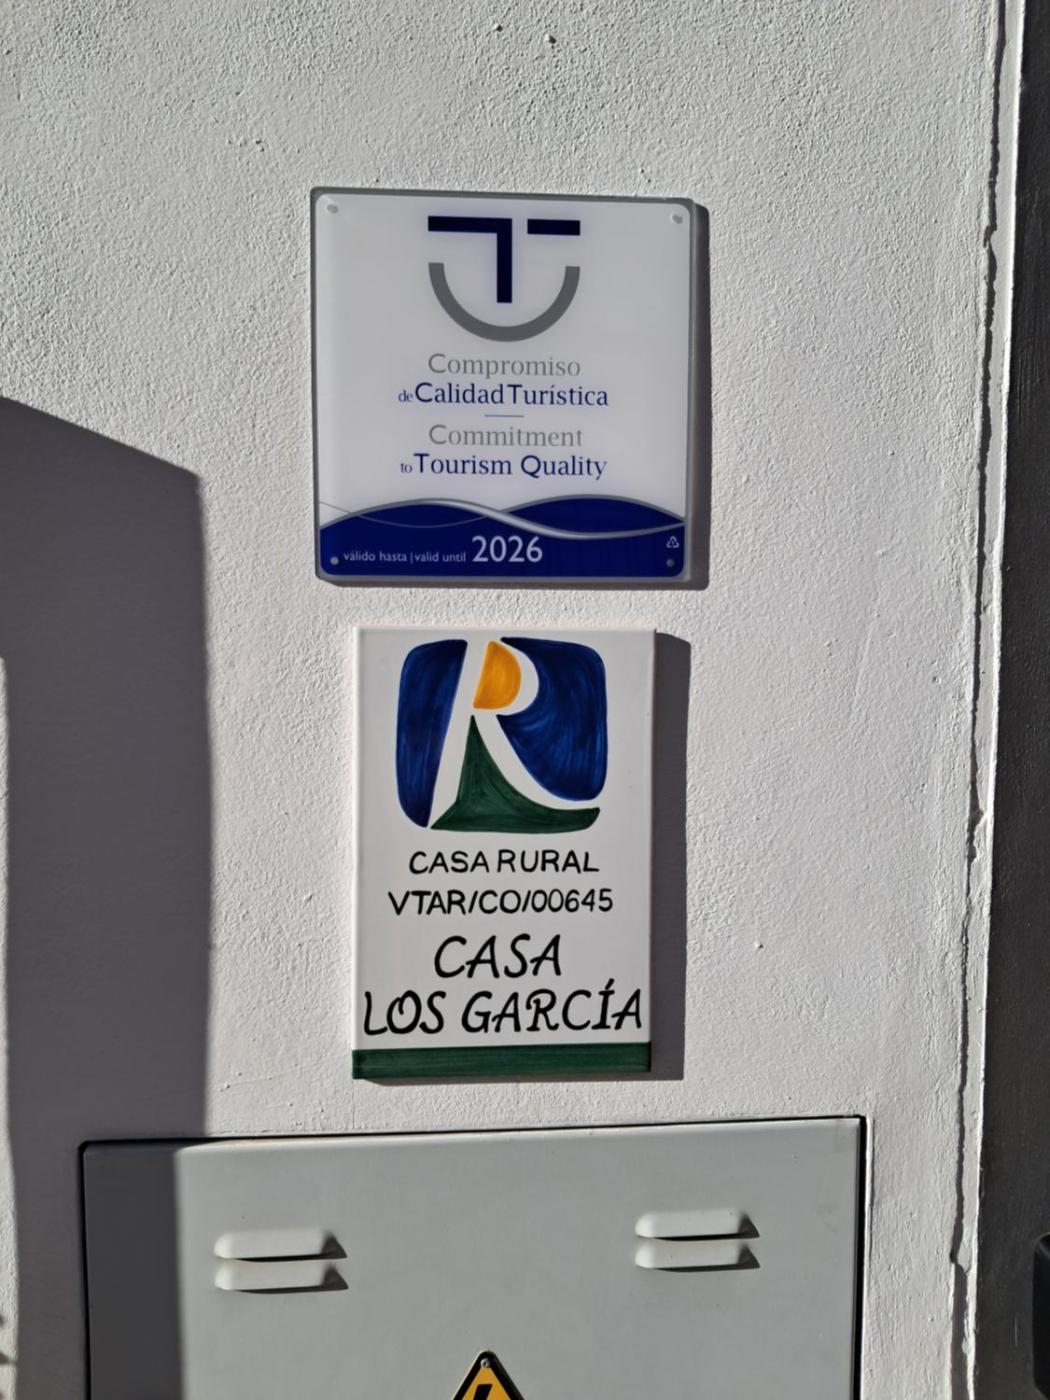 Compromiso
de Calidad Turística
Commitment
to Tourism Quality
válido hasta | valid until 2026
R
CASA RURAL
VTAR/CO/00645
CASA
LOS GARCÍA